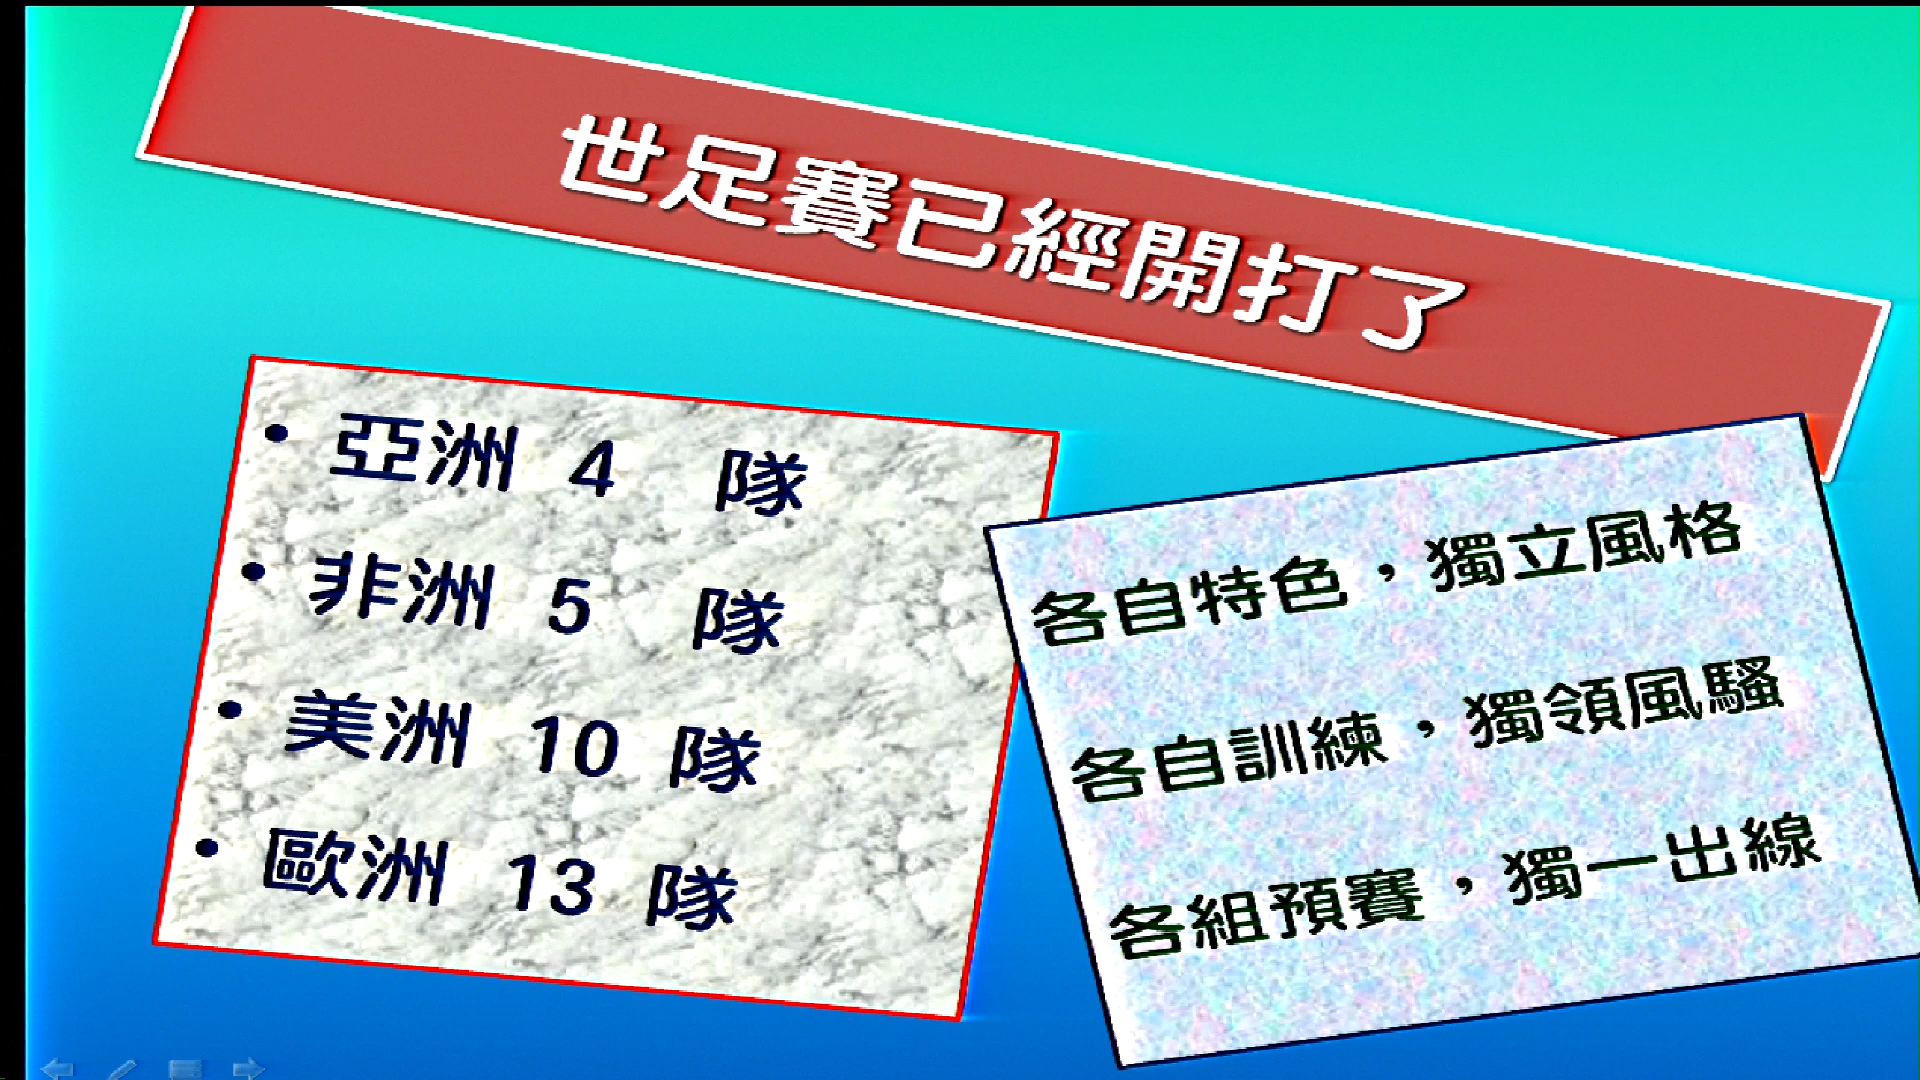 世足賽已經開打了
• 亞洲 4 隊
• 非洲 5 隊
• 美洲 10 隊
• 歐洲 13 隊
各自特色，獨立風格
各自訓練，獨領風騷
各組預賽，獨一出線